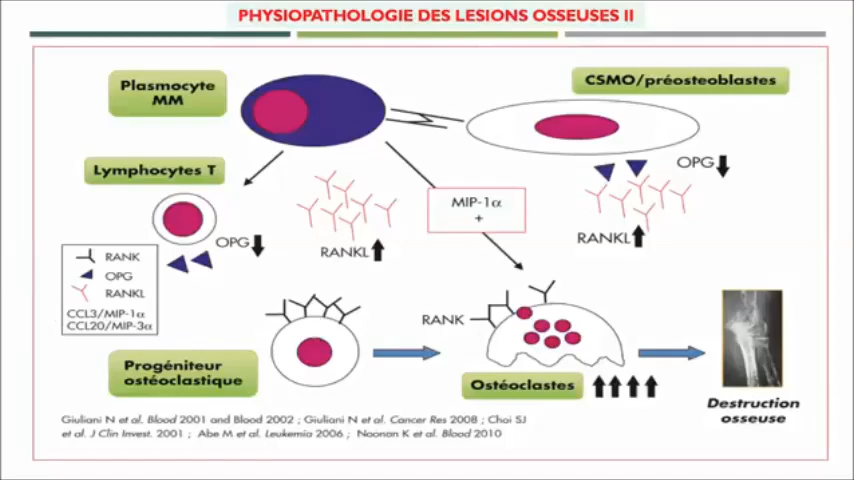 PHYSIOPATHOLOGIE DES LESIONS OSSEUSES II
Plasmocyte
MM
CSMO/préosteoblastes
Lymphocytes T
OPG
MIP-1α
+
OPG
RANKL
RANKL
RANK
OPG
RANKL
CCL3/MIP-1α
CCL20/MIP-3α
RANK
Progéniteur
ostéoclastique
Ostéoclastes
Destruction
osseuse
Giuliani N et al, Blood 2001 and Blood 2002 ; Giuliani N et al. Cancer Res 2008 ; Choi SJ
et al. J Clin Invest. 2001 ; Abe M et al. Leukemia 2006 ; Noonan K et al. Blood 2010